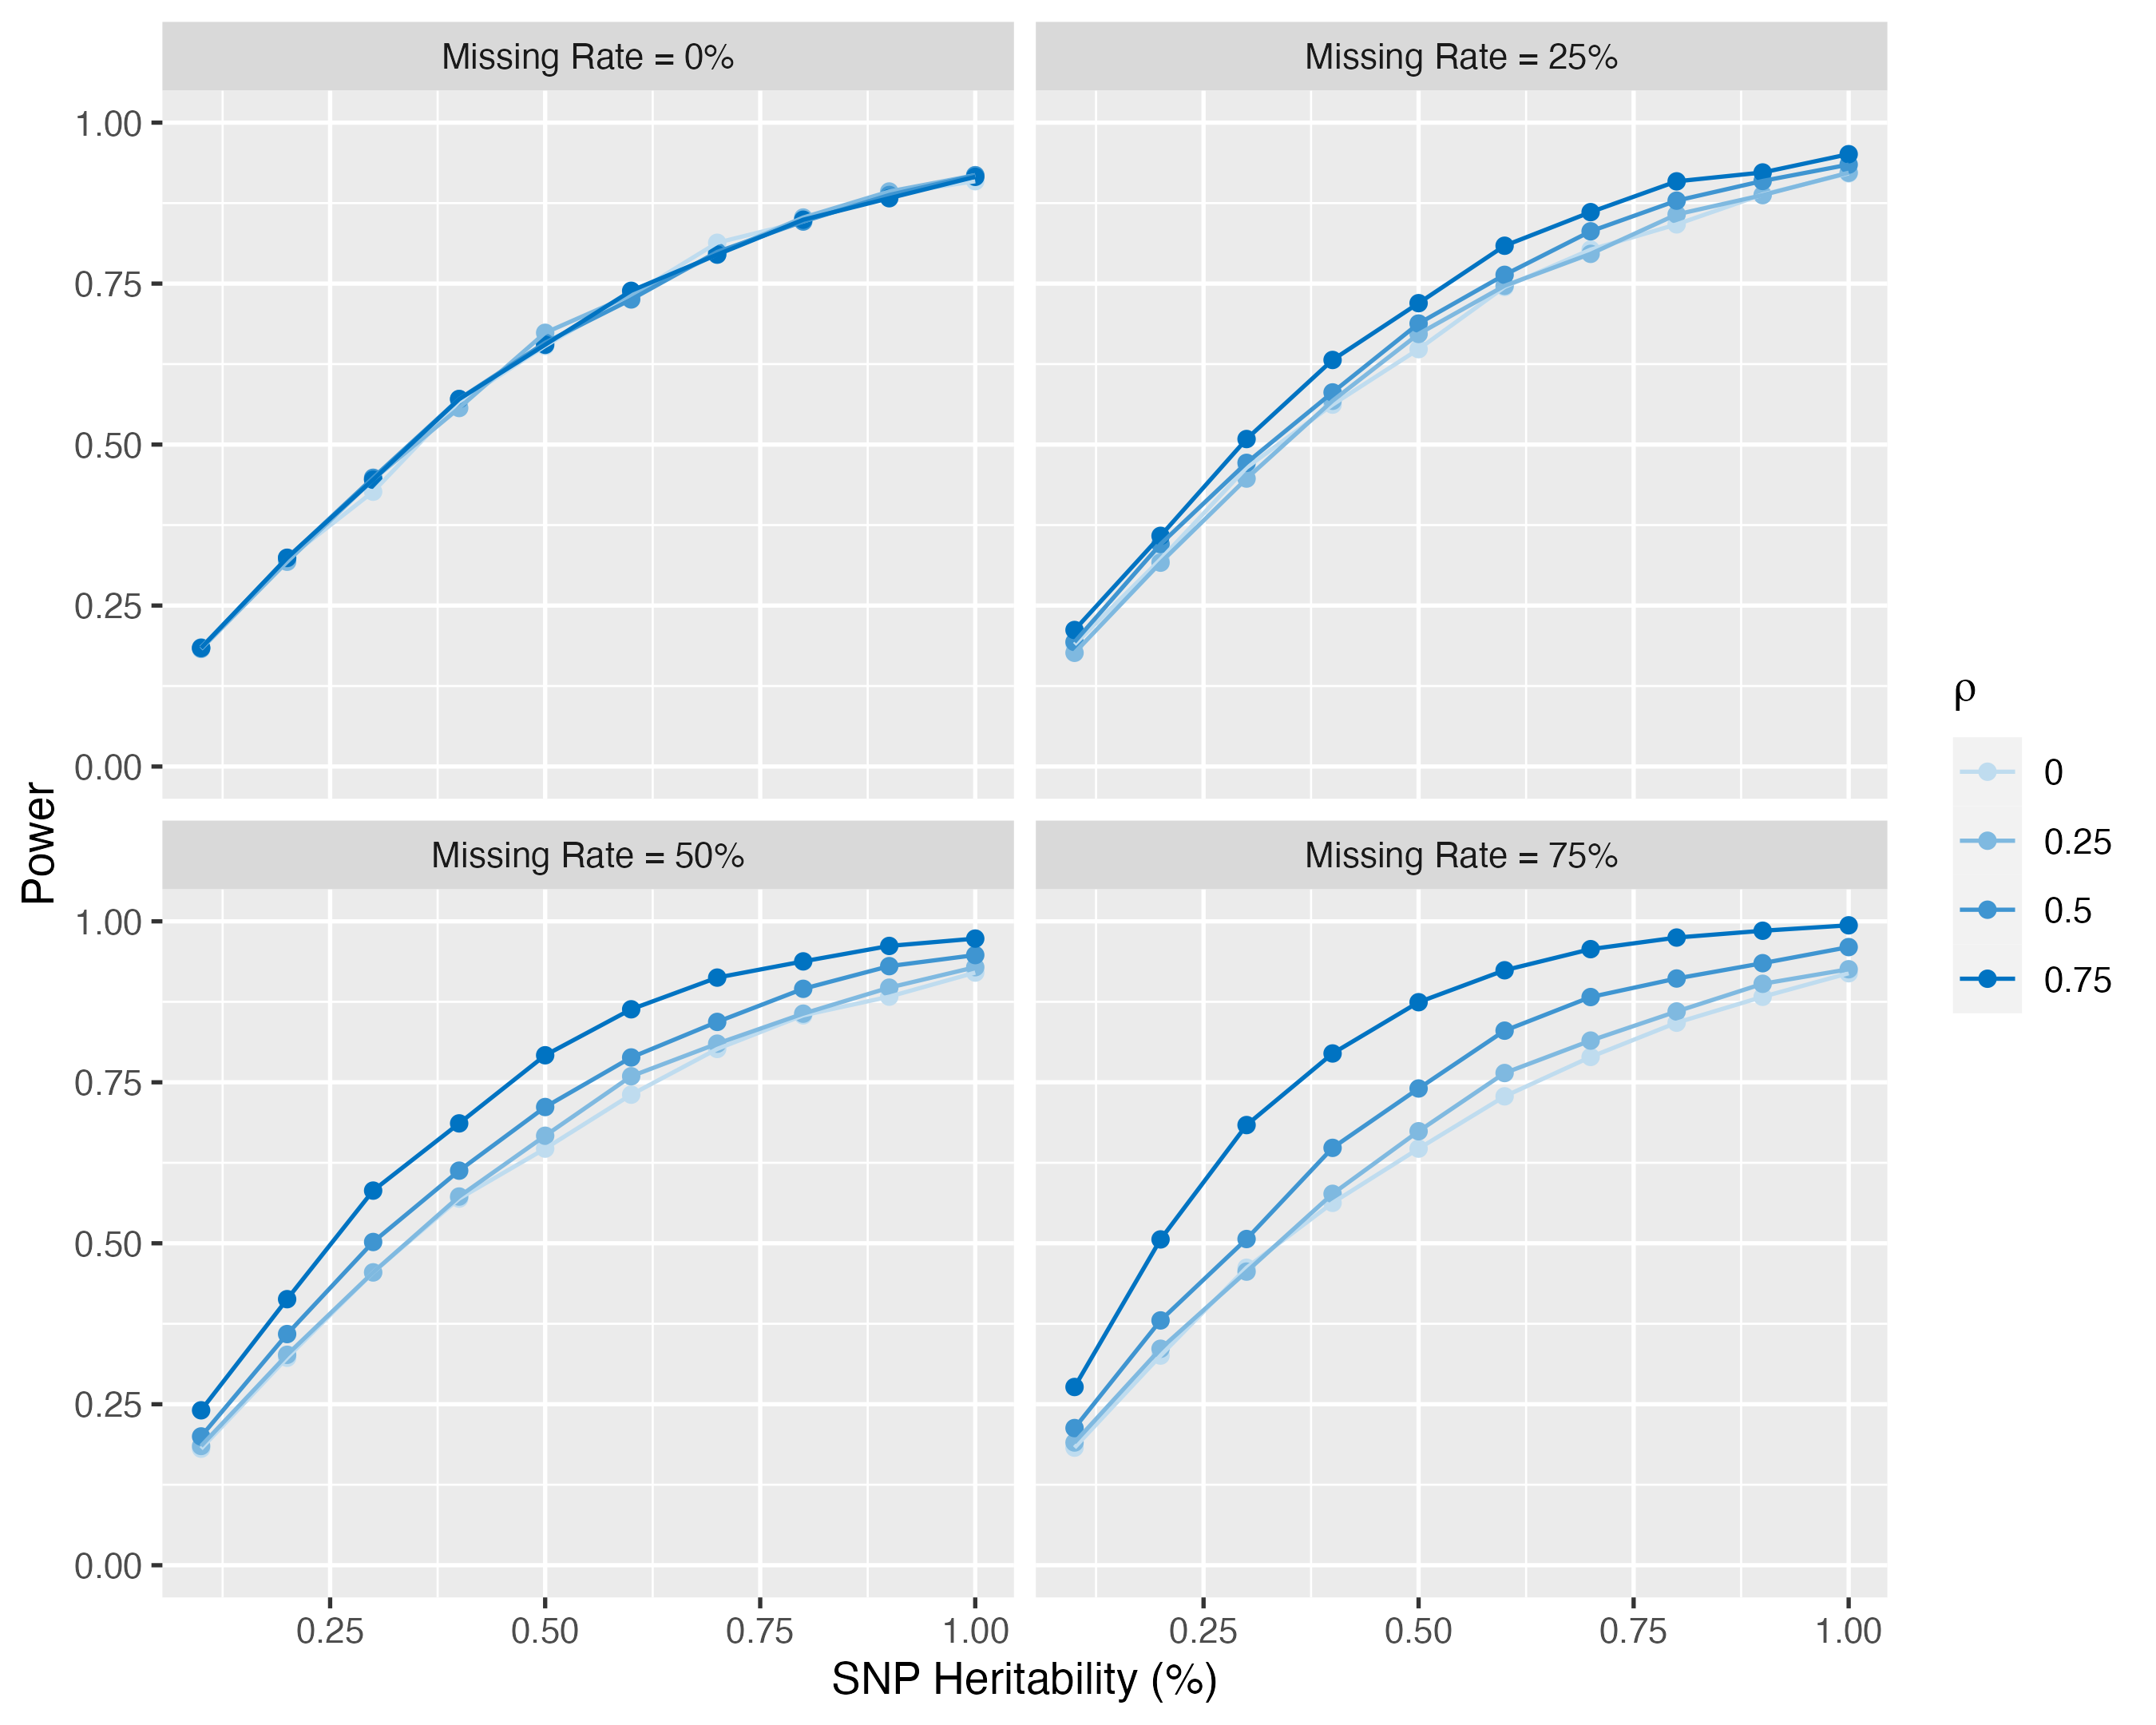 Missing Rate = 0%
Missing Rate = 25%
1.00
0.75
0.50
0.25
0.00
Missing Rate = 50%
Missing Rate = 75%
1.00
0.75
0.50
0.25
0.00
0.25 0.50 0.75 1.00
0.25 0.50 0.75 1.00
SNP Heritability (%)
Power
ρ
0
0.25
0.5
0.75